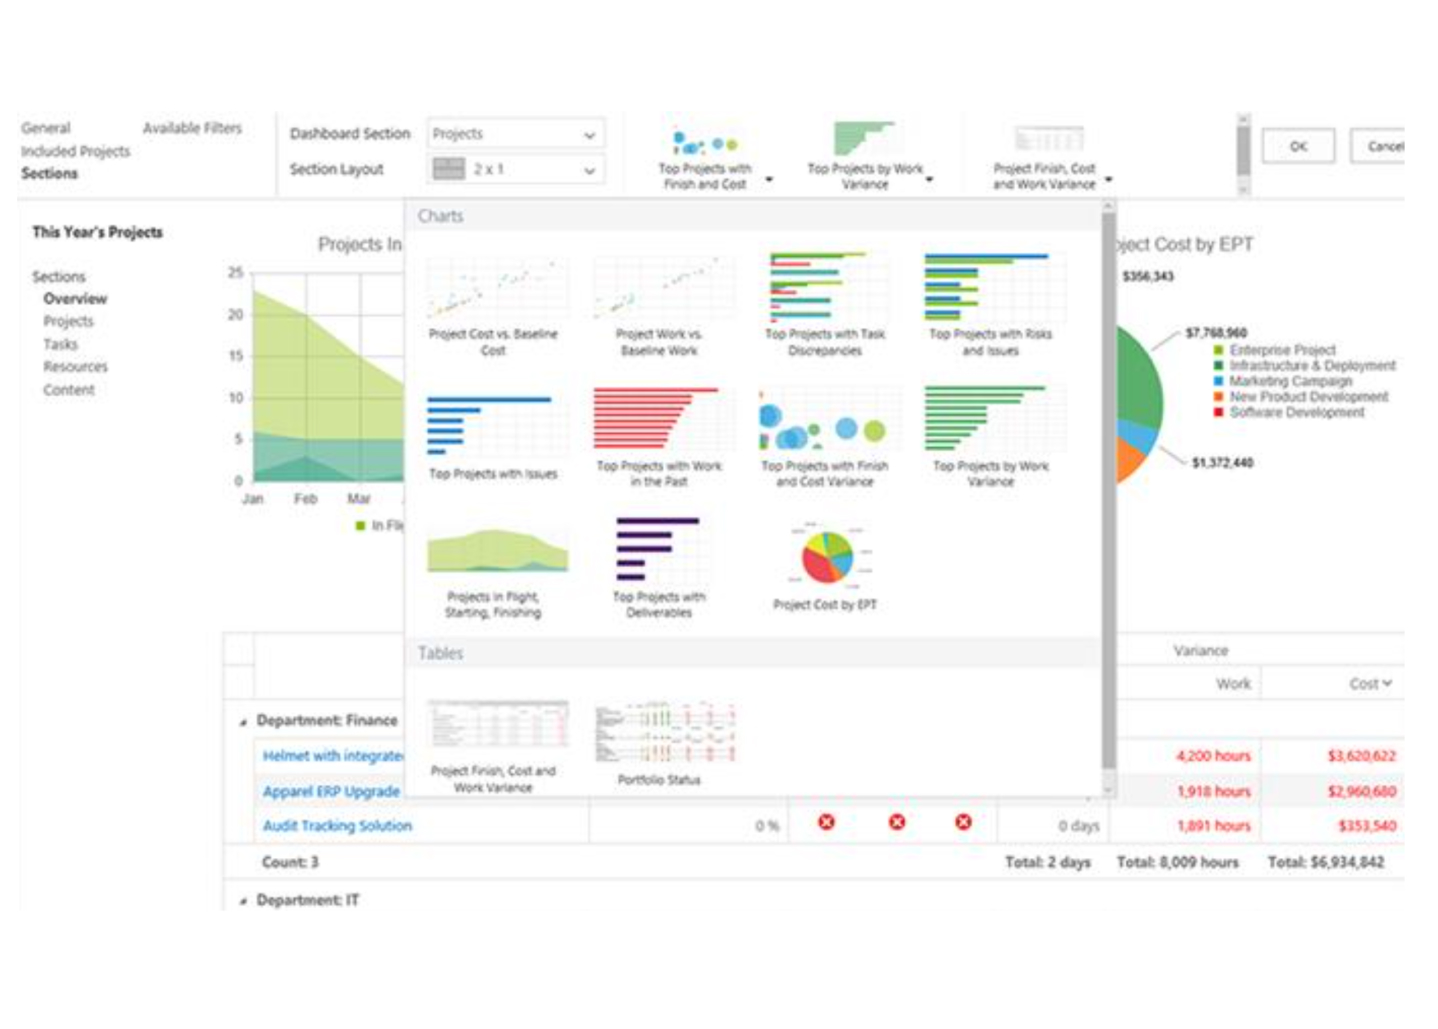 General
Available Filters
Included Projects
Sections
Dashboard Section
Projects
Section Layout
2 x 1
Top Projects with
Finish and Cost
Top Projects by Work
Variance
Project Finish, Cost
and Work Variance
OK
Cancel
This Year's Projects
Sections
Overview
Projects
Tasks
Resources
Content
Projects In
25
20
15
10
5
0
Jan
Feb
Mar
In
Charts
Project Cost vs. Baseline
Cost
Project Work vs.
Baseline Work
Top Projects with Task
Discrepancies
Top Projects with Risks
and Issues
Top Projects with Issues
Top Projects with Work
in the Past
Top Projects with Finish
and Cost Variance
Top Projects by Work
Variance
Projects In Flight,
Starting, Finishing
Top Projects with
Deliverables
Project Cost by EPT
Tables
Project Finish, Cost and
Work Variance
Portfolio Status
Cost by EPT
$356,343
$7,768,960
Enterprise Project
Infrastructure & Deployment
Marketing Campaign
New Product Development
Software Development
$1,372,440
Variance
Work
Cost
Department: Finance
Helmet with
4,200 hours
$3,620,622
Apparel ERP Upgrade
1,918 hours
$2,960,680
Audit Tracking Solution
0 %
0 days
1,891 hours
$353,540
Count: 3
Total: 2 days
Total: 8,009 hours
Total: $6,934,842
Department: IT